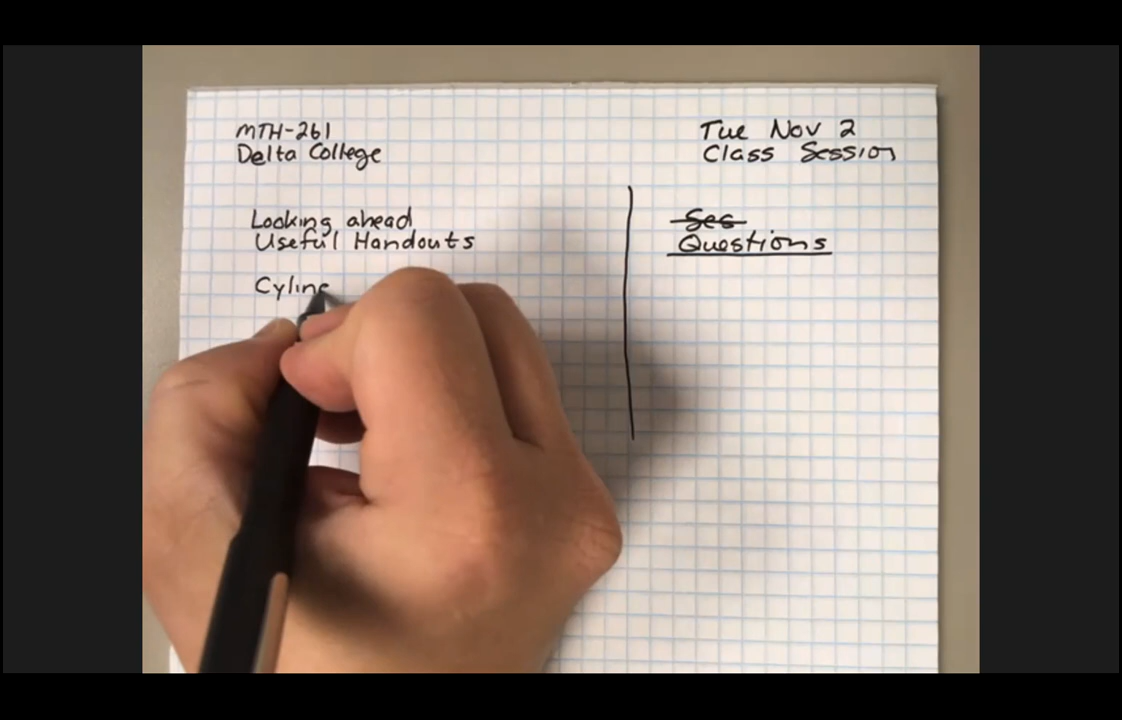 MTH-261
Delta College
Tue Nov 2
Class Session
Looking ahead
Useful Handouts
Ses
Questions